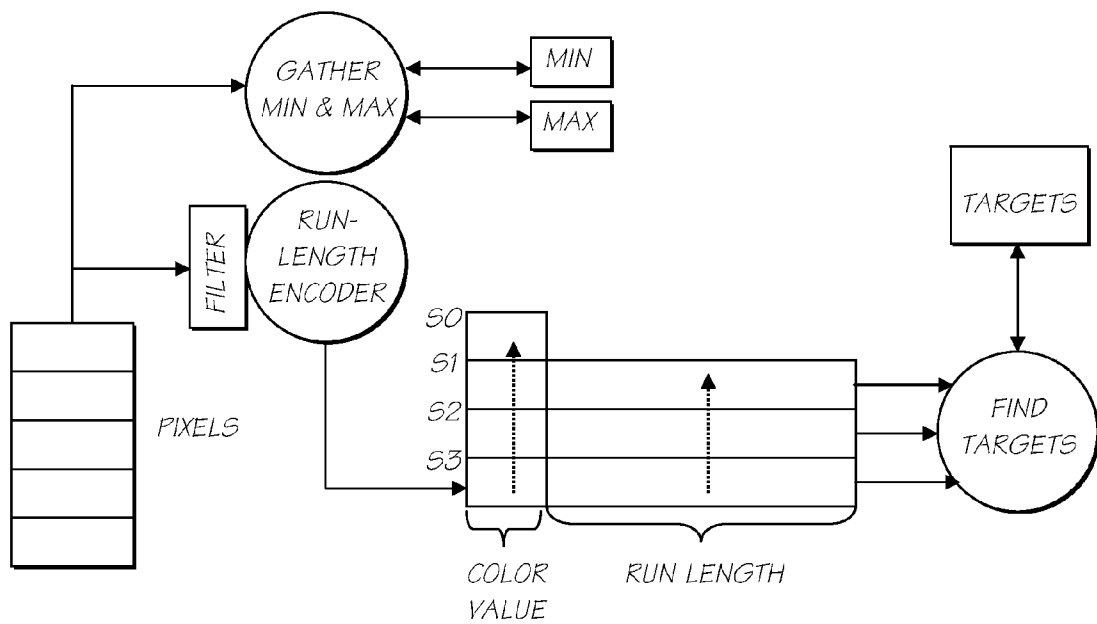 GATHER
MIN & MAX
MIN
MAX
TARGETS
FILTER
RUN-
LENGTH
ENCODER
S0
S1
S2
S3
PIXELS
FIND
TARGETS
COLOR
VALUE
RUN LENGTH